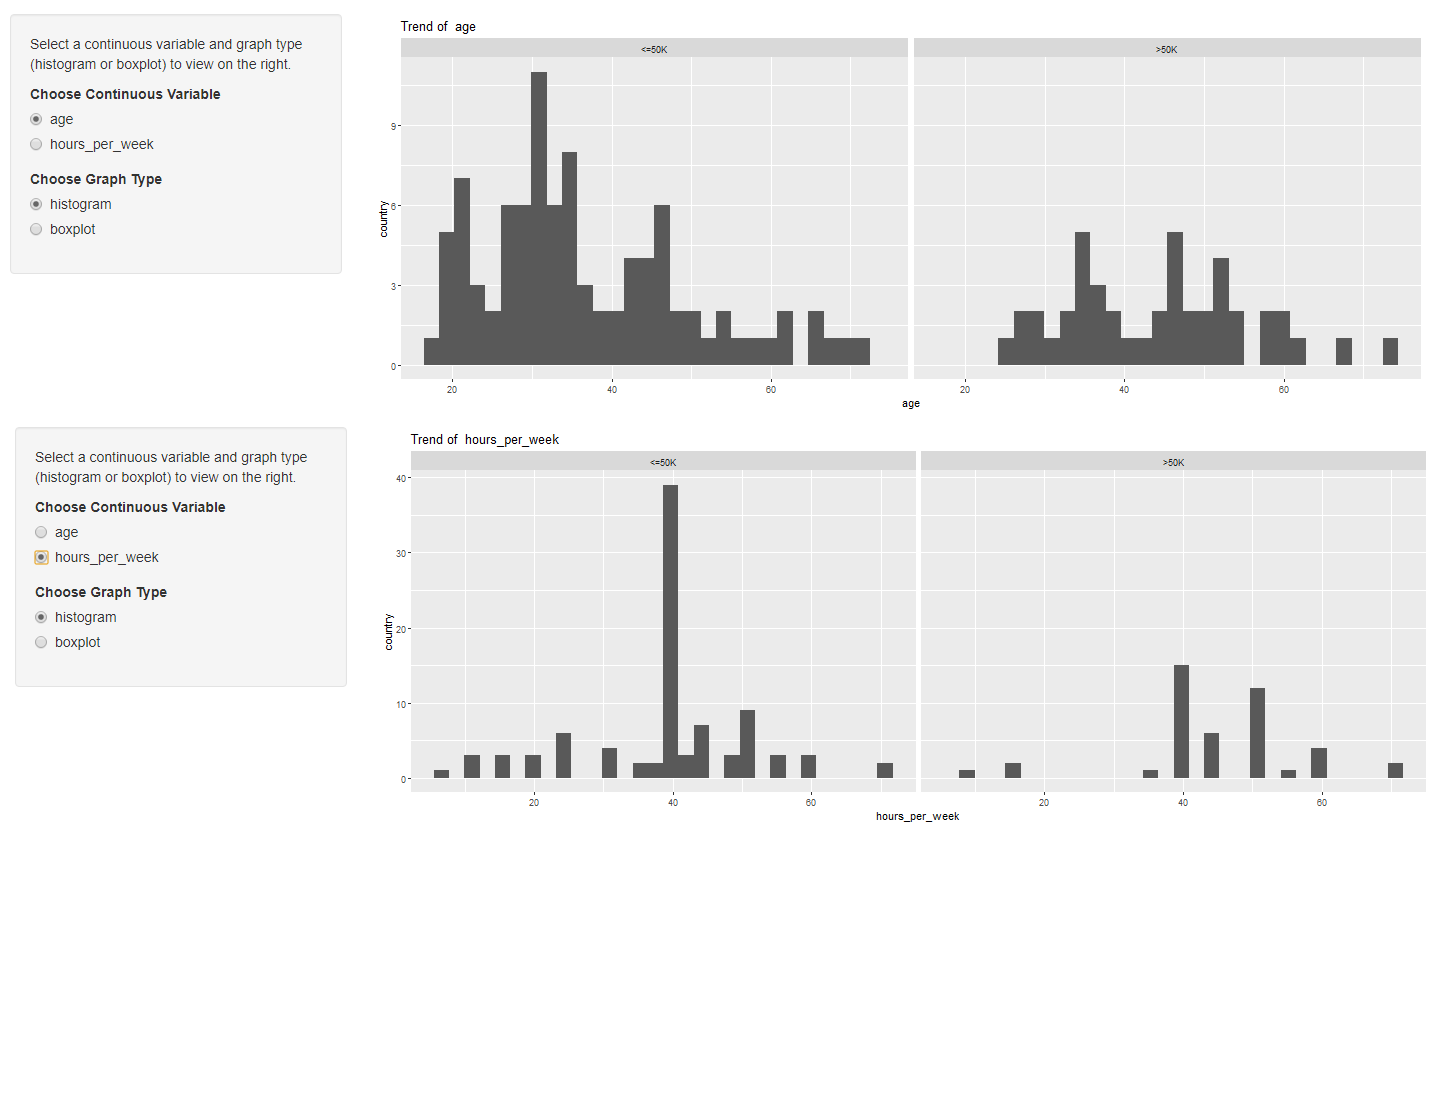 Select a continuous variable and graph type
(histogram or boxplot) to view on the right.
Choose Continuous Variable
age
hours_per_week
Choose Graph Type
histogram
boxplot
Trend of age
<=50K
>50K
9
6
3
0
country
20
40
60
20
40
60
age
Select a continuous variable and graph type
(histogram or boxplot) to view on the right.
Choose Continuous Variable
age
hours_per_week
Choose Graph Type
histogram
boxplot
Trend of hours_per_week
<=50K
>50K
40
30
20
10
0
country
20
40
60
20
40
60
hours_per_week